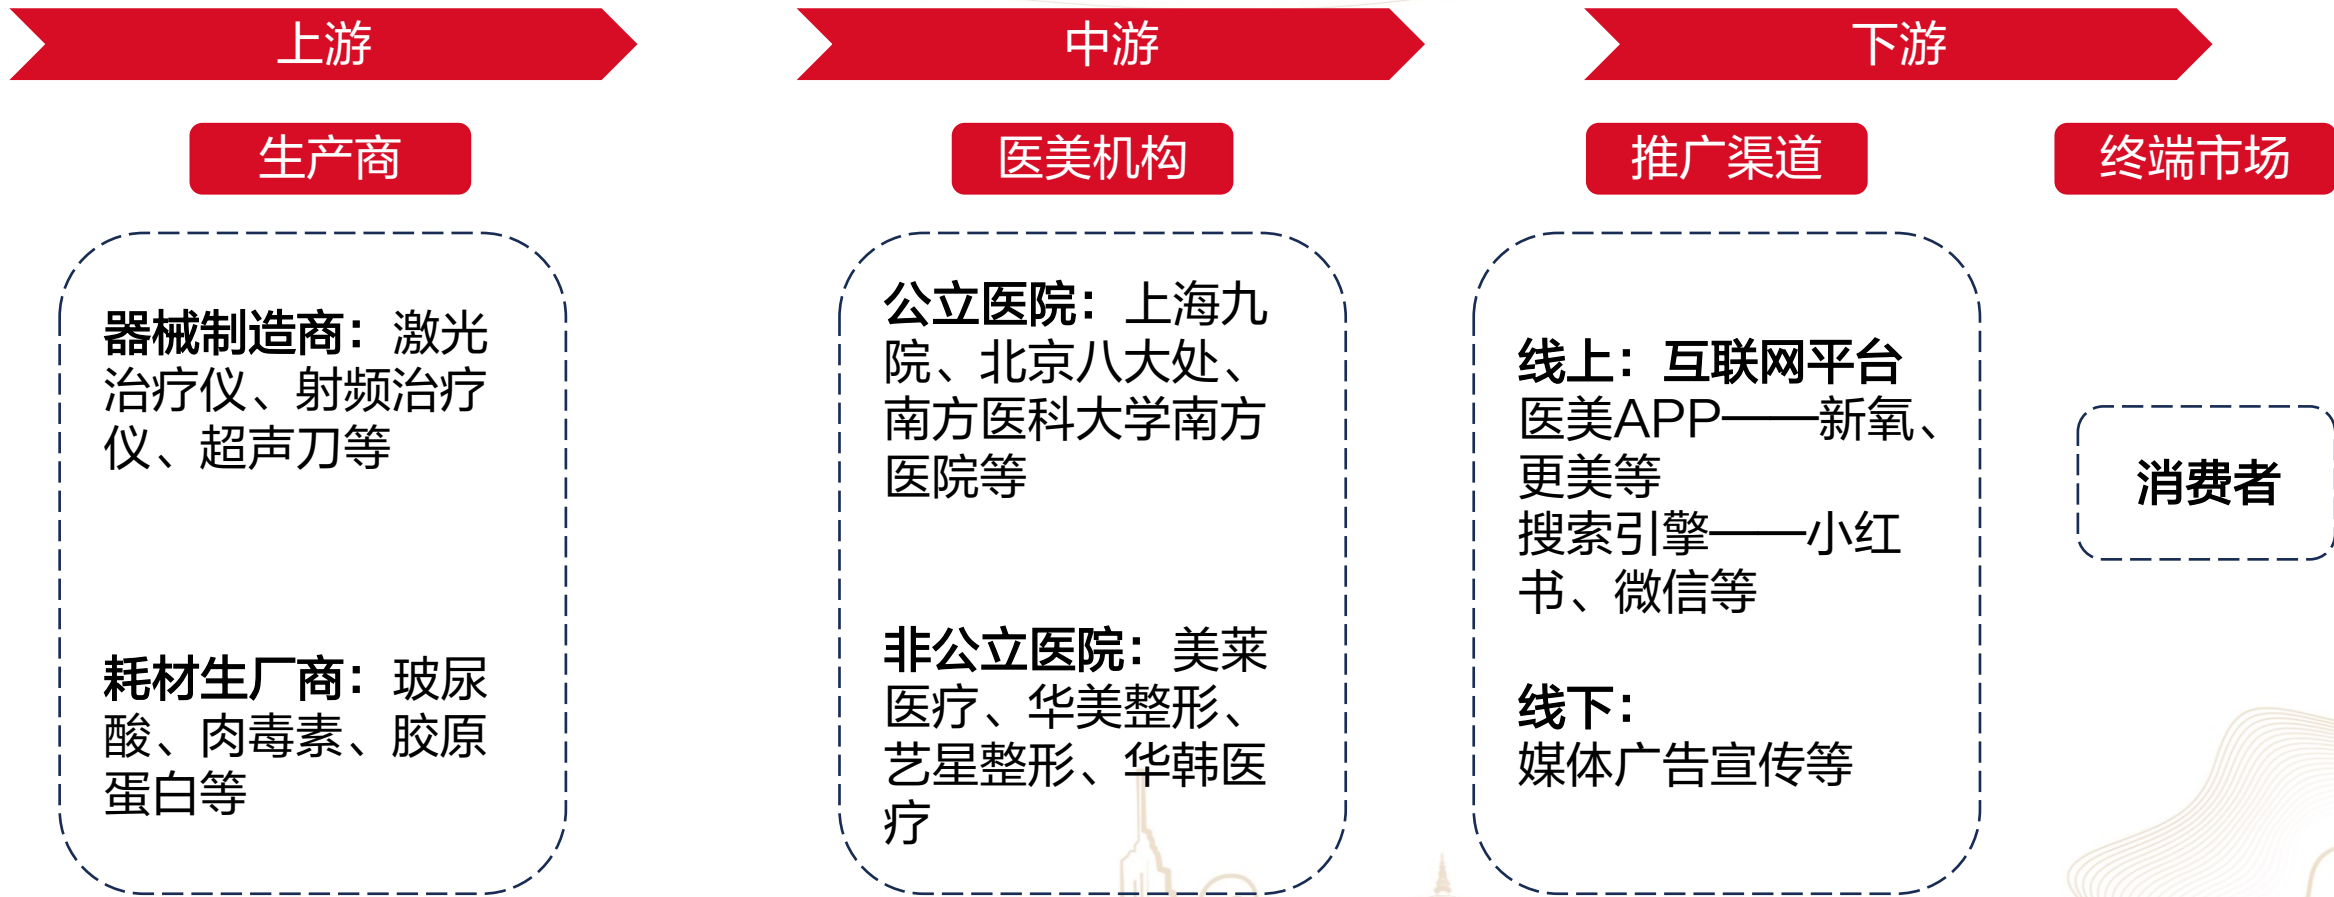 上游
中游
下游
生产商
医美机构
推广渠道
终端市场
器械制造商：激光
治疗仪、射频治疗
仪、超声刀等
耗材生厂商：玻尿
酸、肉毒素、胶原
蛋白等
公立医院：上海九
院、北京八大处、
南方医科大学南方
医院等
非公立医院：美莱
医疗、华美整形、
艺星整形、华韩医
疗
线上：互联网平台
医美APP——新氧、
更美等
搜索引擎——小红
书、微信等
线下：
媒体广告宣传等
消费者